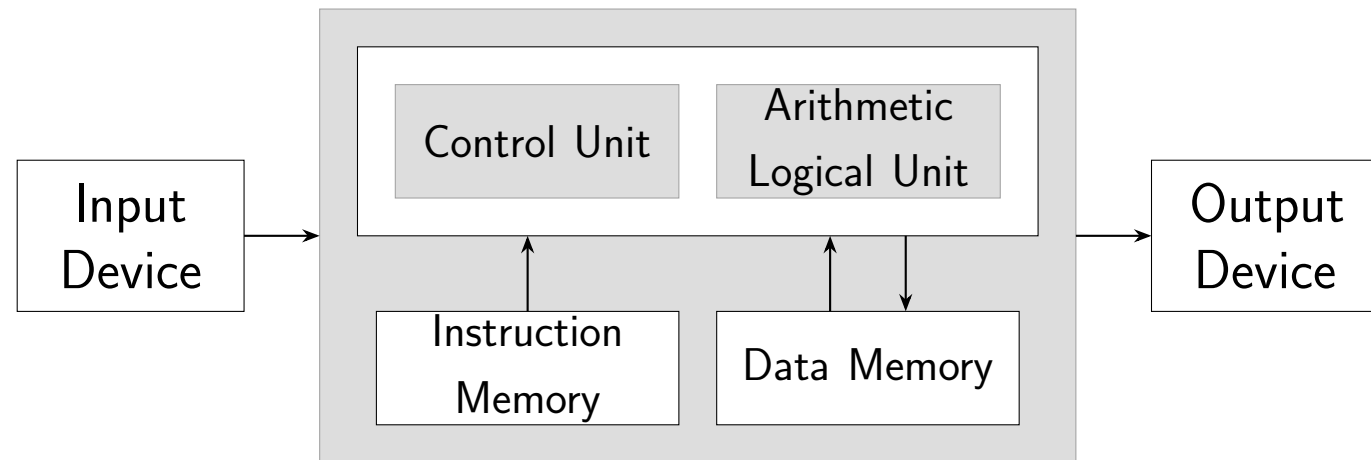 Input
Device
Control Unit
Arithmetic
Logical Unit
Instruction
Memory
Data Memory
Output
Device